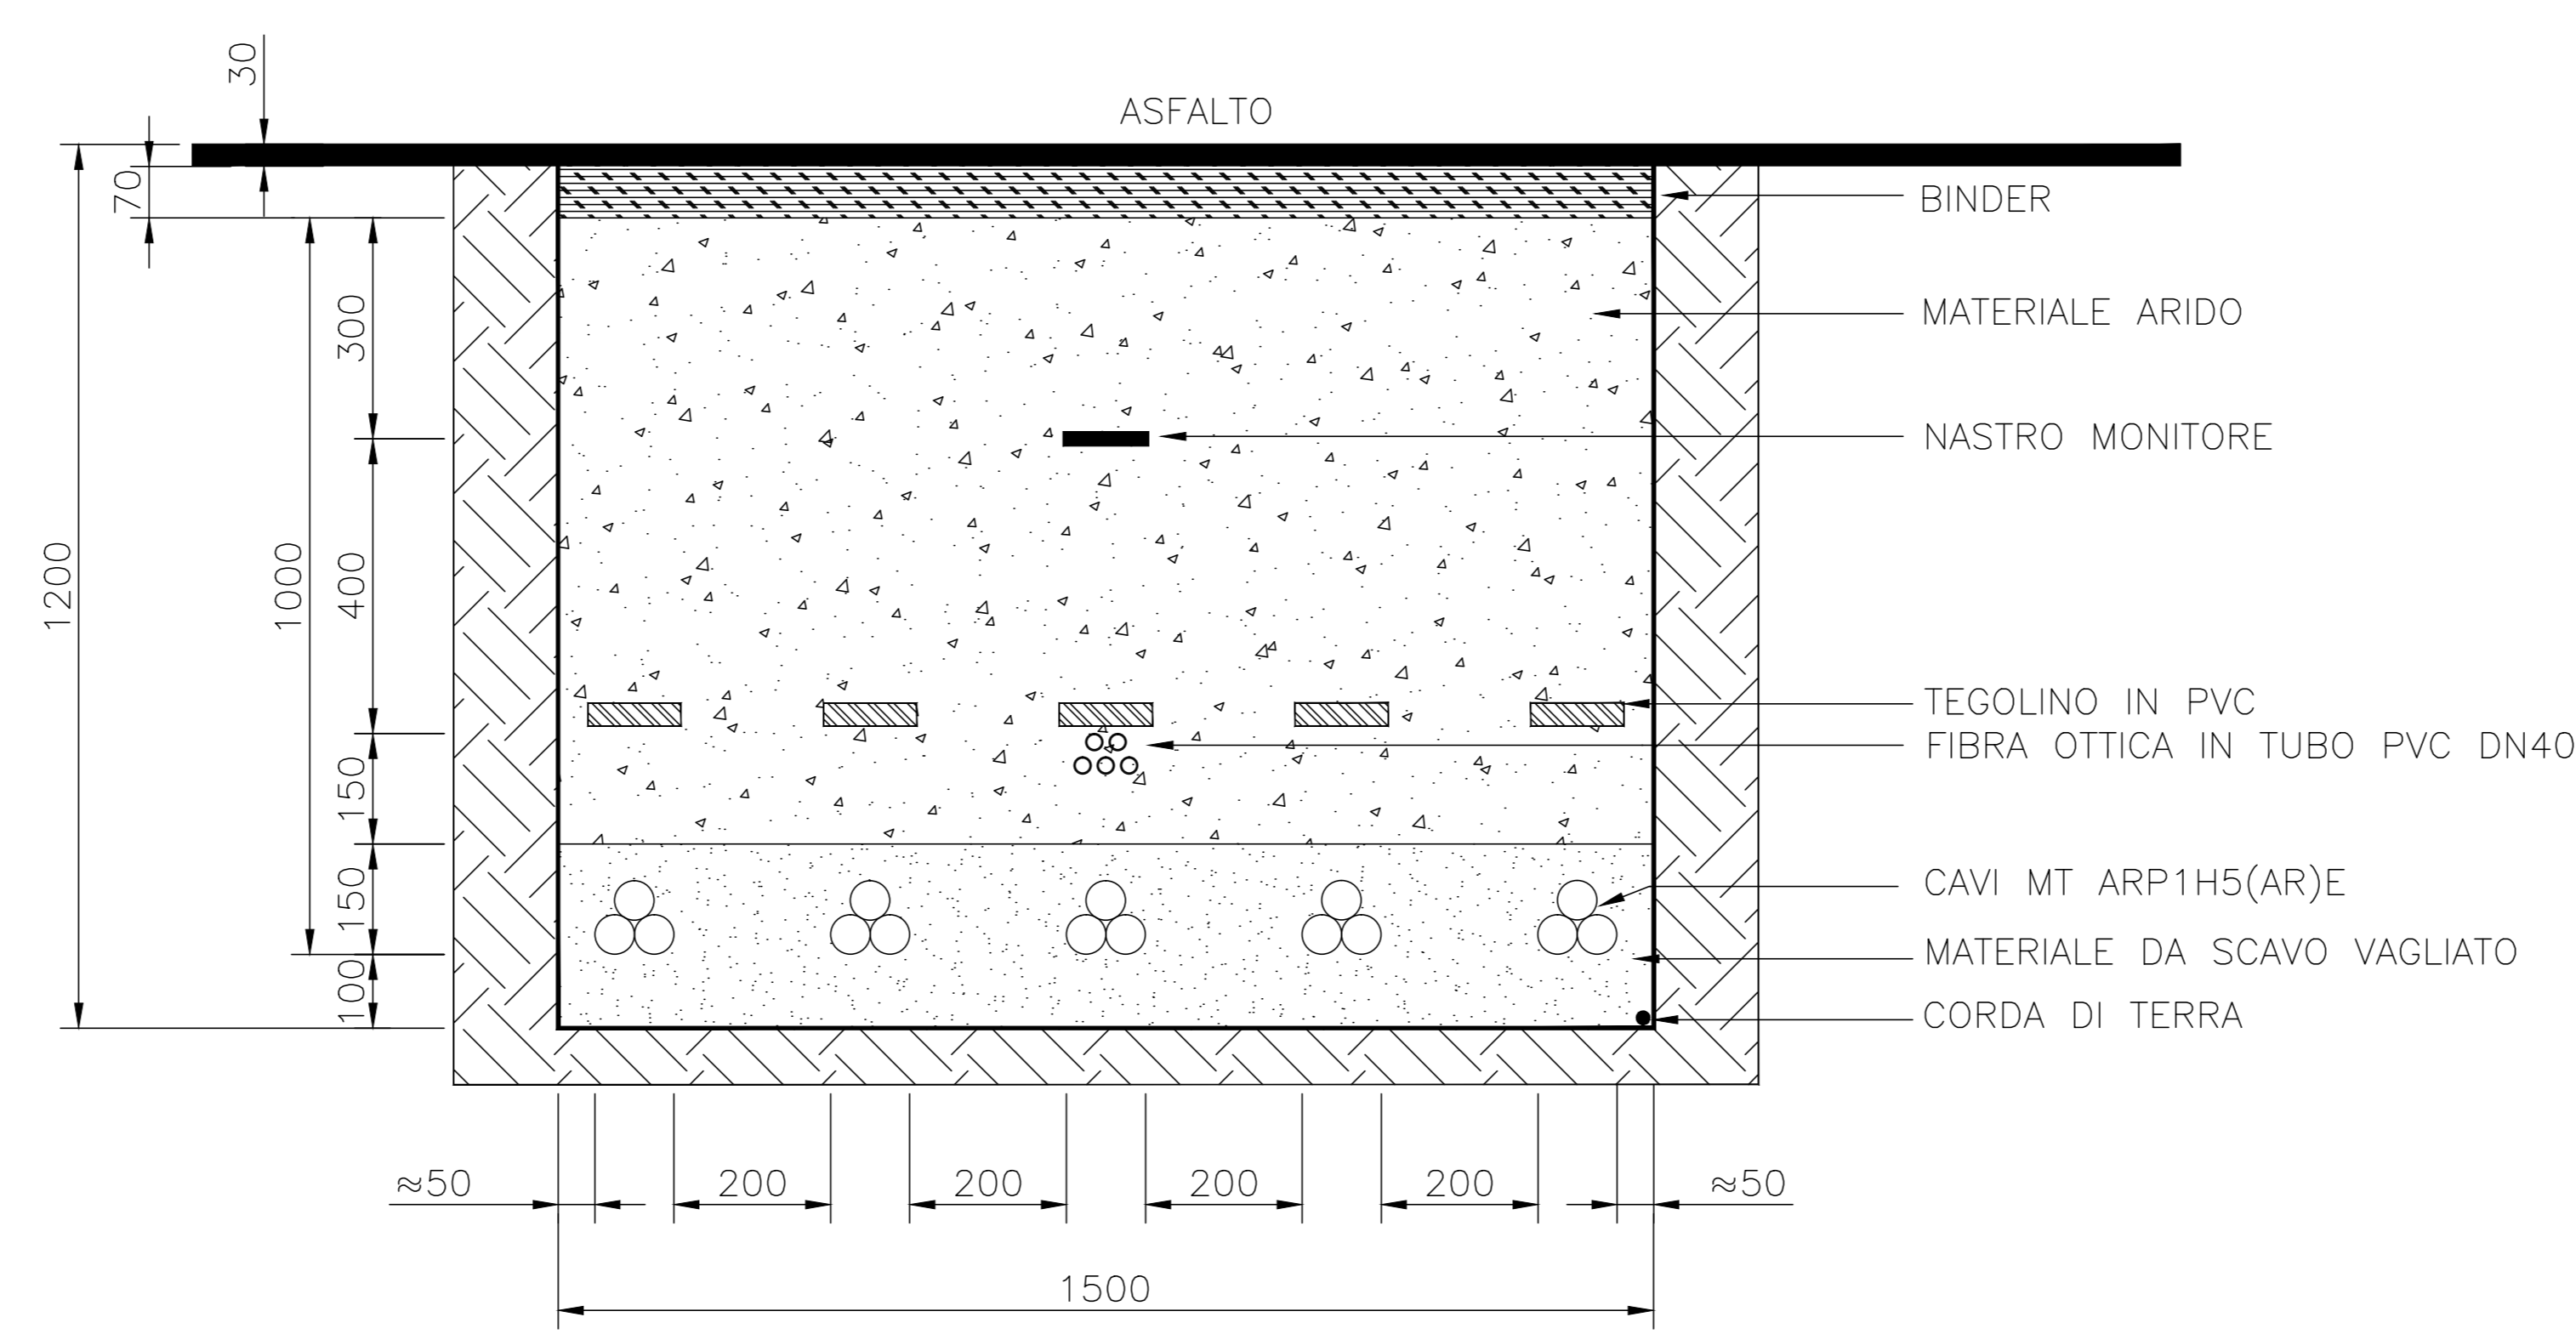 30
ASFALTO
70
BINDER
300
MATERIALE ARIDO
NASTRO MONITORE
1200
1000
400
TEGOLINO IN PVC
FIBRA OTTICA IN TUBO PVC DN40
150
150
CAVI MT ARP1H5(AR)E
MATERIALE DA SCAVO VAGLIATO
100
CORDA DI TERRA
≈50
200
200
200
200
≈50
1500